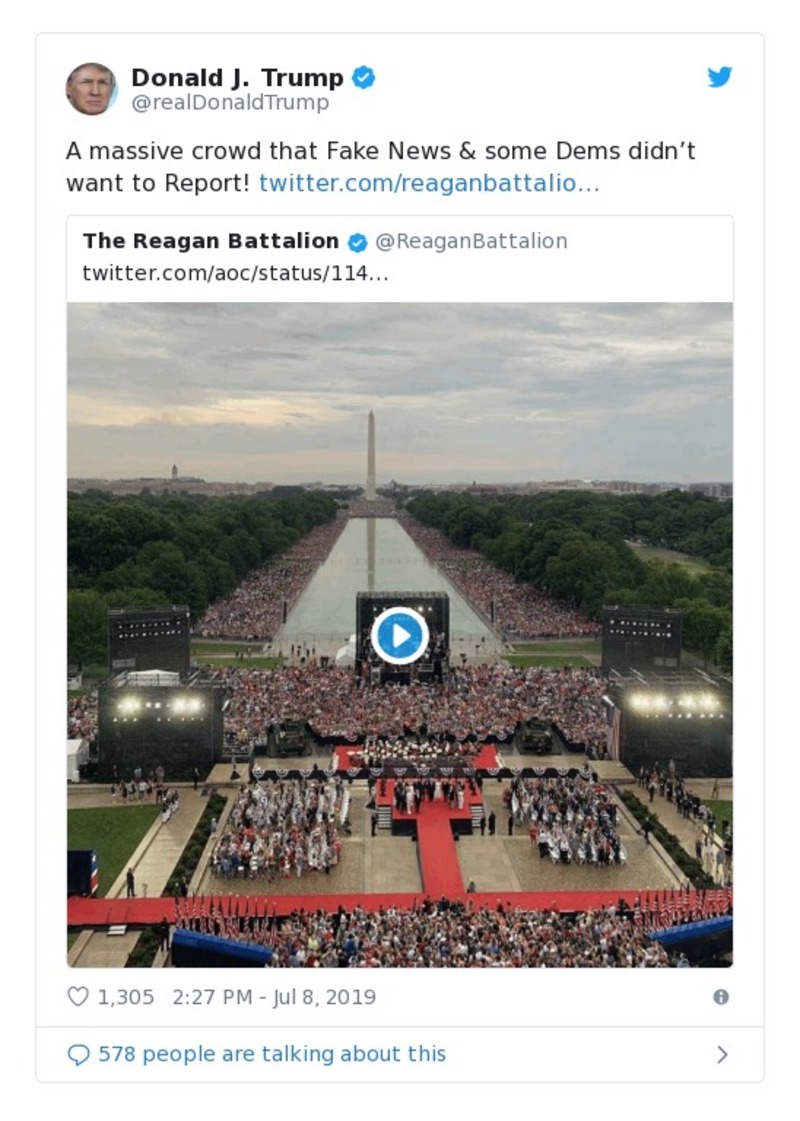 Donald J. Trump
@realDonaldTrump
A massive crowd that Fake News & some Dems didn’t
want to Report! twitter.com/reaganbattalio…
The Reagan Battalion @ReaganBattalion
twitter.com/aoc/status/114…
1,305 2:27 PM - Jul 8, 2019
578 people are talking about this